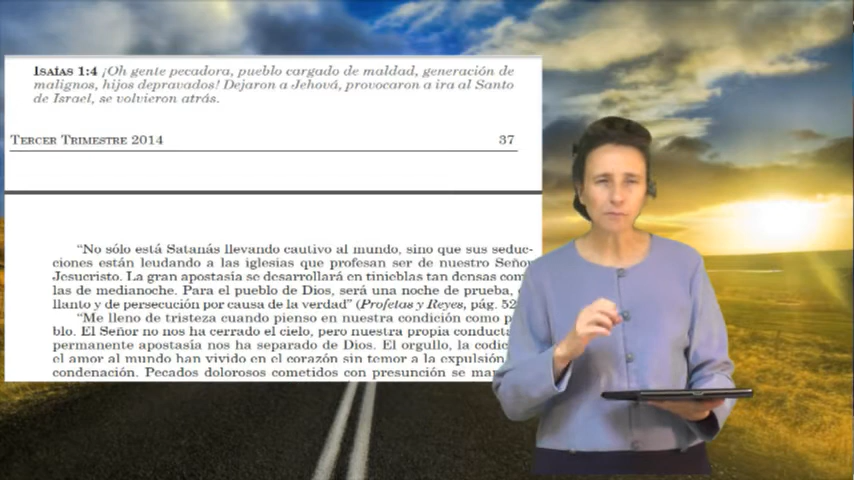 Isaías 1:4 ¡Oh gente pecadora, pueblo cargado de maldad, generación de
malignos, hijos depravados! Dejaron a Jehová, provocaron a ira al Santo
de Israel, se volvieron atrás.
Tercer Trimestre 2014 37
“No sólo está Satanás llevando cautivo al mundo, sino que sus seduc-
ciones están leudando a las iglesias que profesan ser de nuestro Señor
Jesucristo. La gran apostasía se desarrollará en tinieblas tan densas com
las de medianoche. Para el pueblo de Dios, será una noche de prueba,
llanto y de persecución por causa de la verdad” (Profetas y Reyes, pág. 52
“Me lleno de tristeza cuando pienso en nuestra condición como p
blo. El Señor no nos ha cerrado el cielo, pero nuestra propia conducta
permanente apostasía nos ha separado de Dios. El orgullo, la codic
el amor al mundo han vivido en el corazón sin temor a la expulsión
condenación. Pecados dolorosos cometidos con presunción se ma